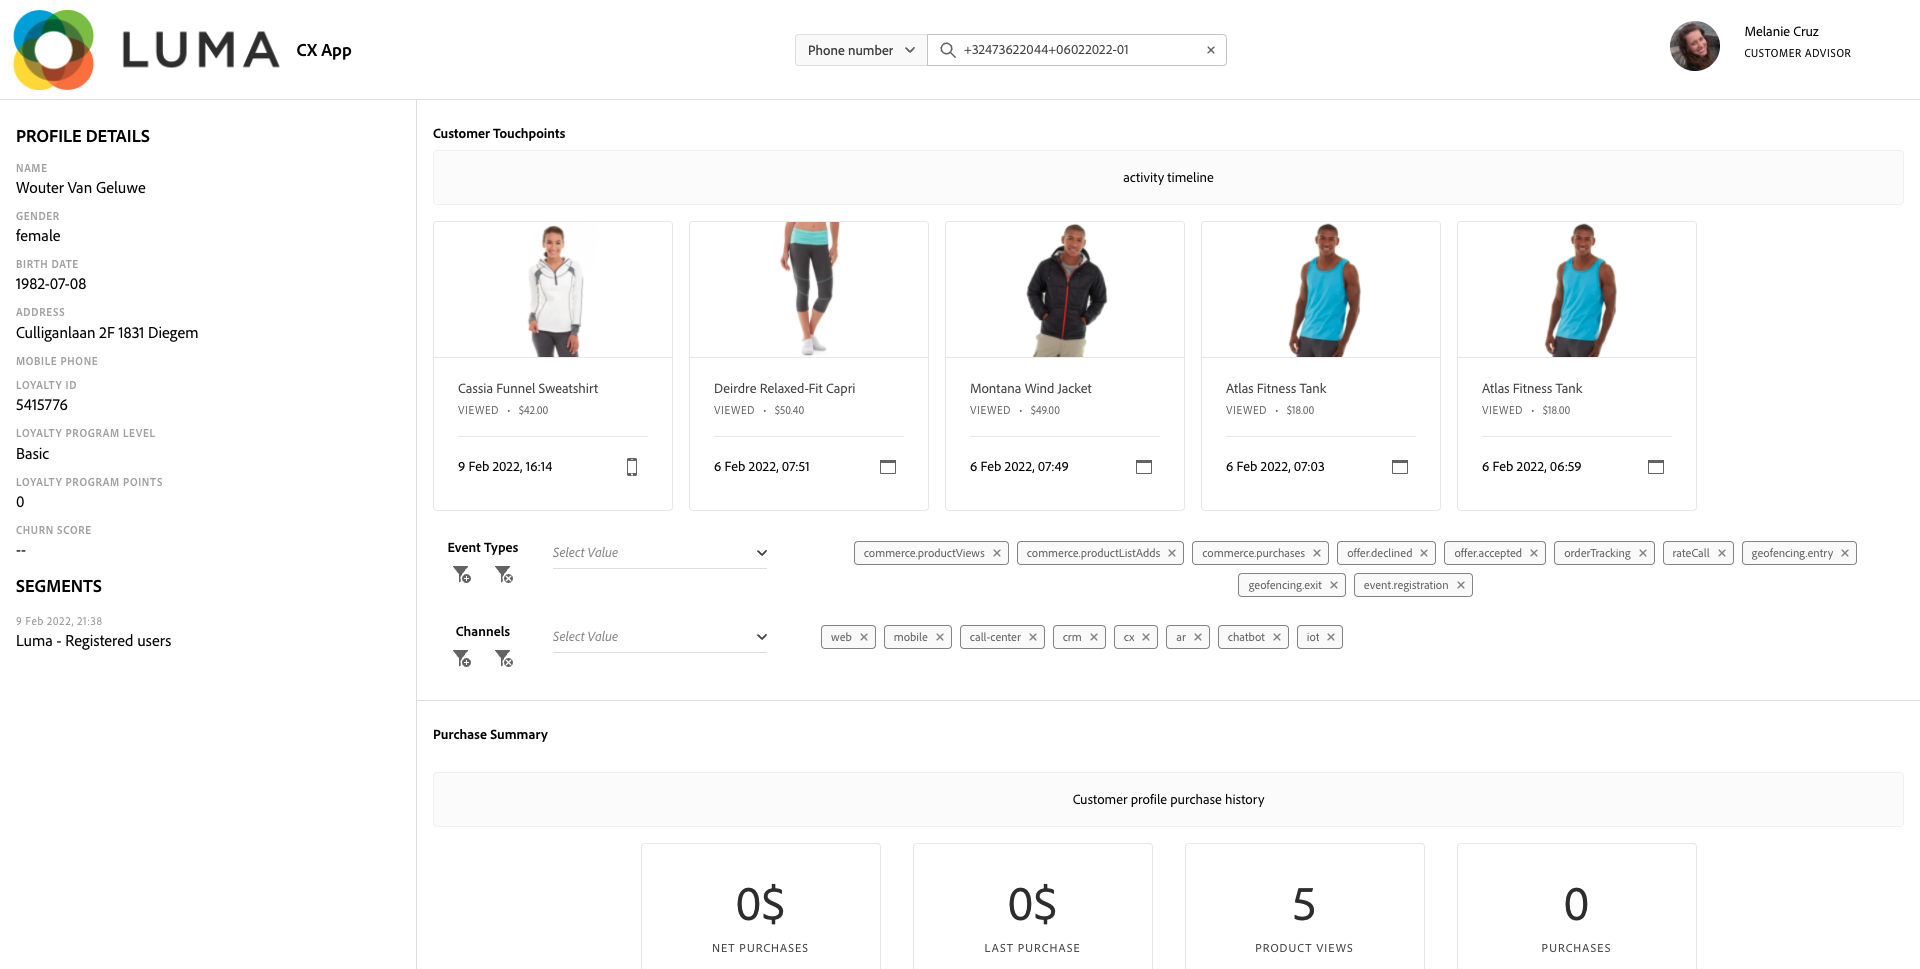 LUMA CX App
Phone number
+32473622044+06022022-01
Melanie Cruz
CUSTOMER ADVISOR
PROFILE DETAILS
NAME
Wouter Van Geluwe
GENDER
female
BIRTH DATE
1982-07-08
ADDRESS
Culliganlaan 2F 1831 Diegem
MOBILE PHONE
LOYALTY ID
5415776
LOYALTY PROGRAM LEVEL
Basic
LOYALTY PROGRAM POINTS
0
CHURN SCORE
--
SEGMENTS
9 Feb 2022, 21:38
Luma - Registered users
Customer Touchpoints
activity timeline
Cassia Funnel Sweatshirt
VIEWED · $42.00
9 Feb 2022, 16:14
Deirdre Relaxed-Fit Capri
VIEWED · $50.40
6 Feb 2022, 07:51
Montana Wind Jacket
VIEWED · $49.00
6 Feb 2022, 07:49
Atlas Fitness Tank
VIEWED · $18.00
6 Feb 2022, 07:03
Atlas Fitness Tank
VIEWED · $18.00
6 Feb 2022, 06:59
Event Types
Select Value
commerce.productViews commerce.productListAdds commerce.purchases offer.declined offer.accepted orderTracking rateCall geofencing.entry
geofencing.exit event.registration
Channels
Select Value
web mobile call-center crm cx ar chatbot iot
Purchase Summary
Customer profile purchase history
0$
NET PURCHASES
0$
LAST PURCHASE
5
PRODUCT VIEWS
0
PURCHASES